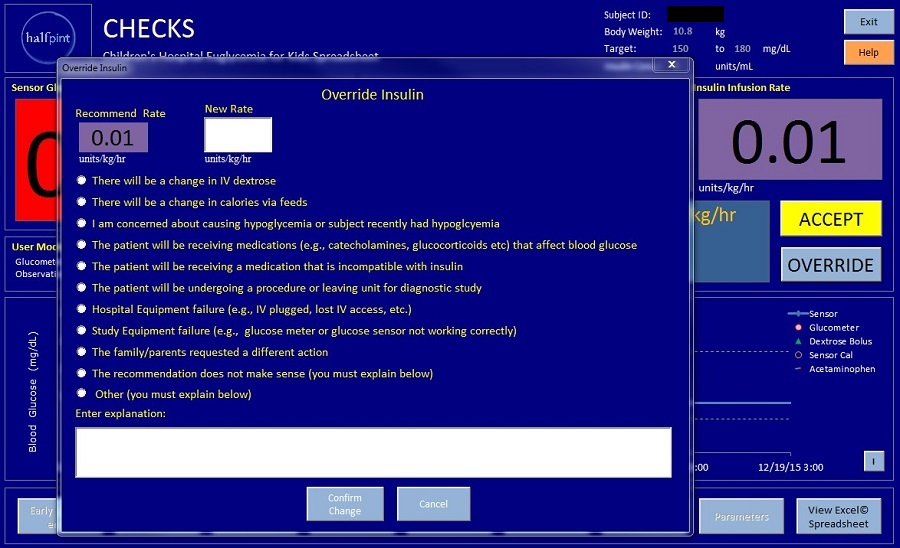 halfpint
CHECKS
Children's Hospital Euglycemia for Kids Spreadsheet
Subject ID:
Body Weight: 10.8 kg
Target: 150 to 180 mg/dL
units/mL
Exit
Help
Override Insulin
Override Insulin
Recommend Rate
New Rate
0.01
units/kg/hr
units/kg/hr
There will be a change in IV dextrose
There will be a change in calories via feeds
I am concerned about causing hypoglycemia or subject recently had hypoglcyemia
The patient will be receiving medications (e.g., catecholamines, glucocorticoids etc) that affect blood glucose
The patient will be receiving a medication that is incompatible with insulin
The patient will be undergoing a procedure or leaving unit for diagnostic study
Hospital Equipment failure (e.g., IV plugged, lost IV access, etc.)
Study Equipment failure (e.g., glucose meter or glucose sensor not working correctly)
The family/parents requested a different action
The recommendation does not make sense (you must explain below)
Other (you must explain below)
Enter explanation:
Confirm
Change
Cancel
Sensor Gl
0
User Mod
Glucomete
Observati
Insulin Infusion Rate
0.01
units/kg/hr
kg/hr
ACCEPT
OVERRIDE
Blood Glucose (mg/dL)
Sensor
Glucometer
Dextrose Bolus
Sensor Cal
Acetaminophen
:00
12/19/15 3:00
I
Early
Parameters
View Excel©
Spreadsheet